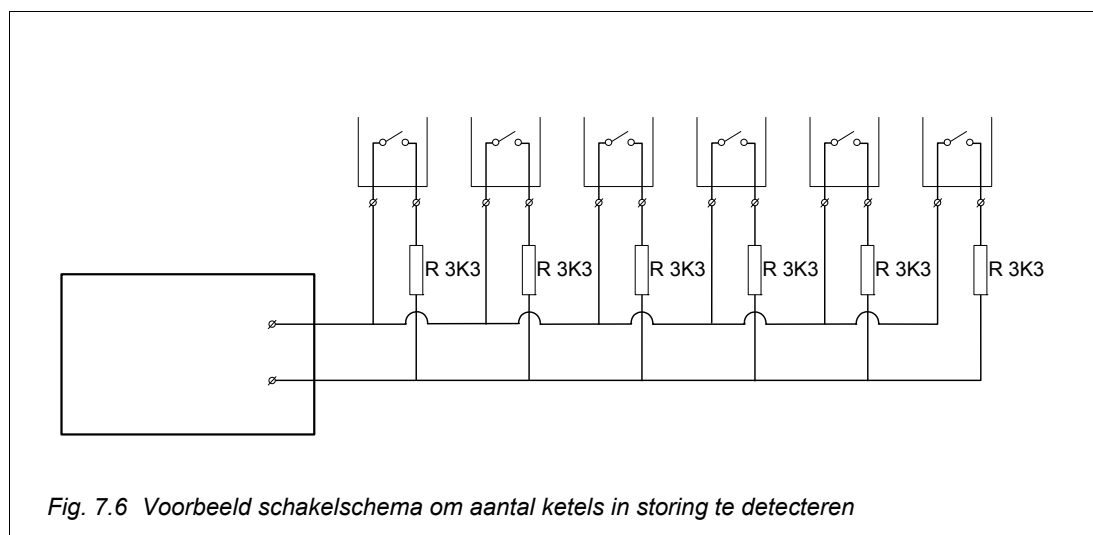 R 3K3 R 3K3 R 3K3 R 3K3 R 3K3 R 3K3
Fig. 7.6 Voorbeeld schakelschema om aantal ketels in storing te detecteren